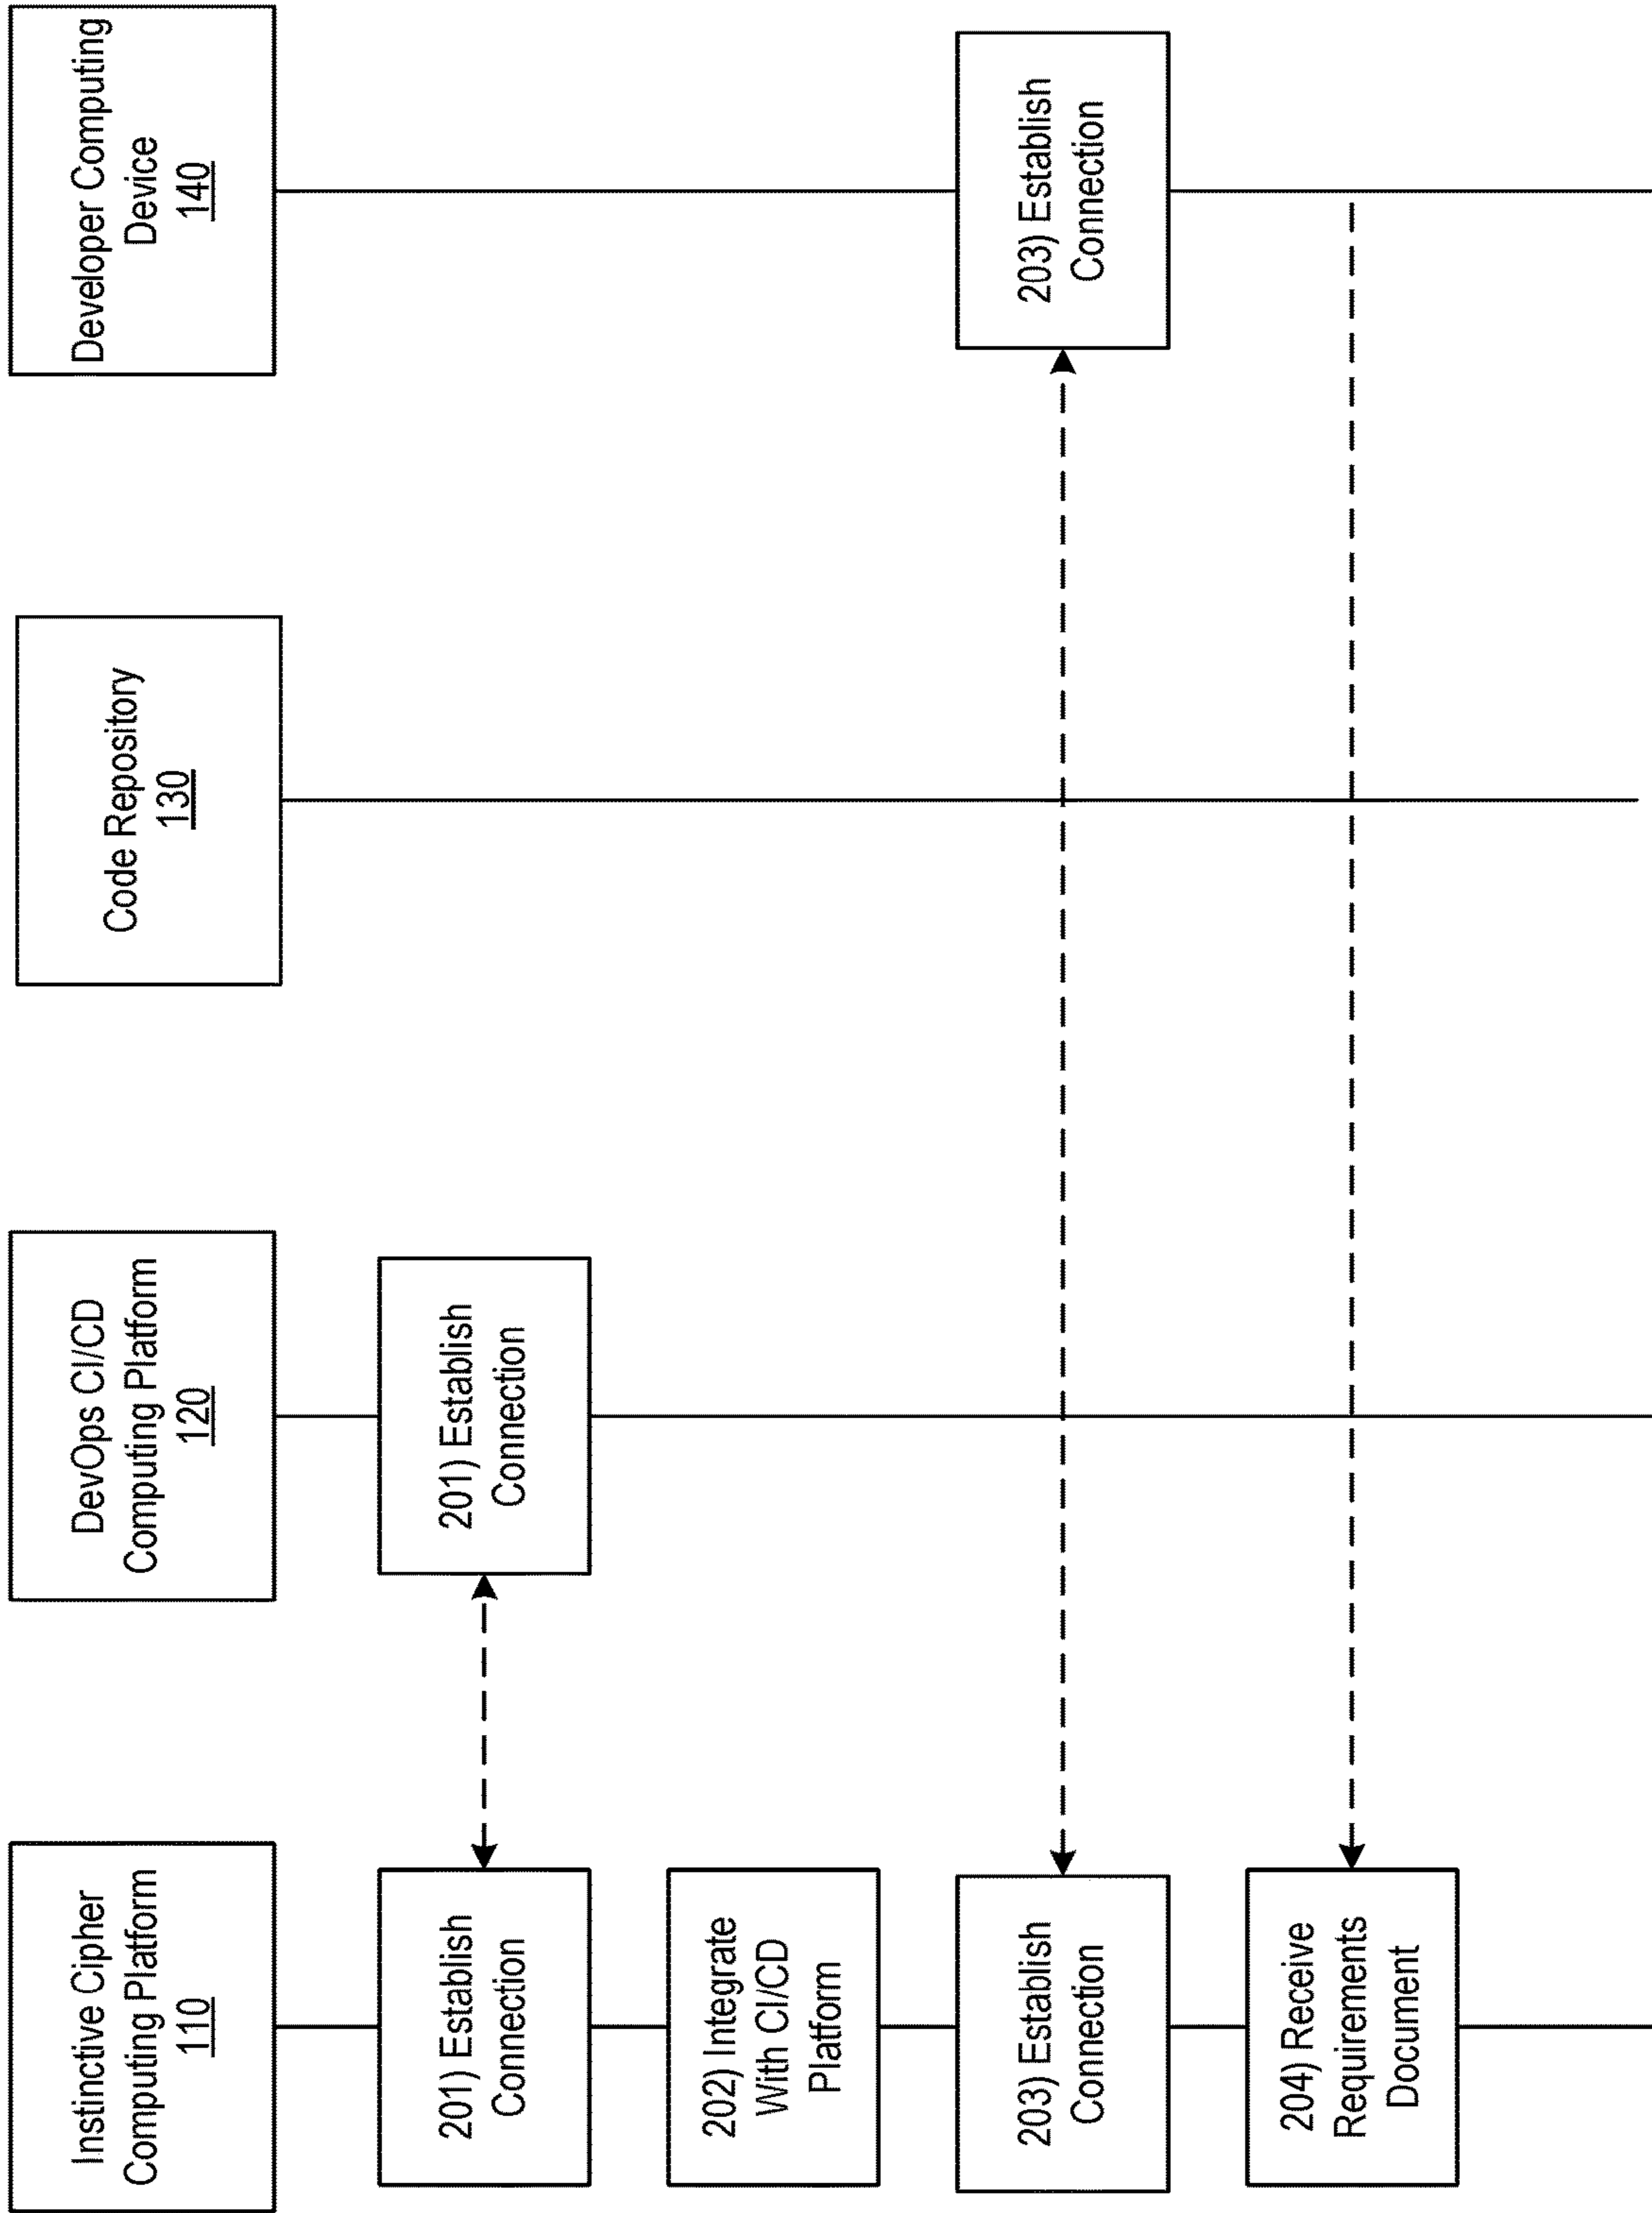 Instinctive Cipher
Computing Platform
110
DevOps CI/CD
Computing Platform
120
Code Repository
130
Developer Computing
Device
140
201) Establish
Connection
201) Establish
Connection
202) Integrate
With CI/CD
Platform
203) Establish
Connection
203) Establish
Connection
204) Receive
Requirements
Document